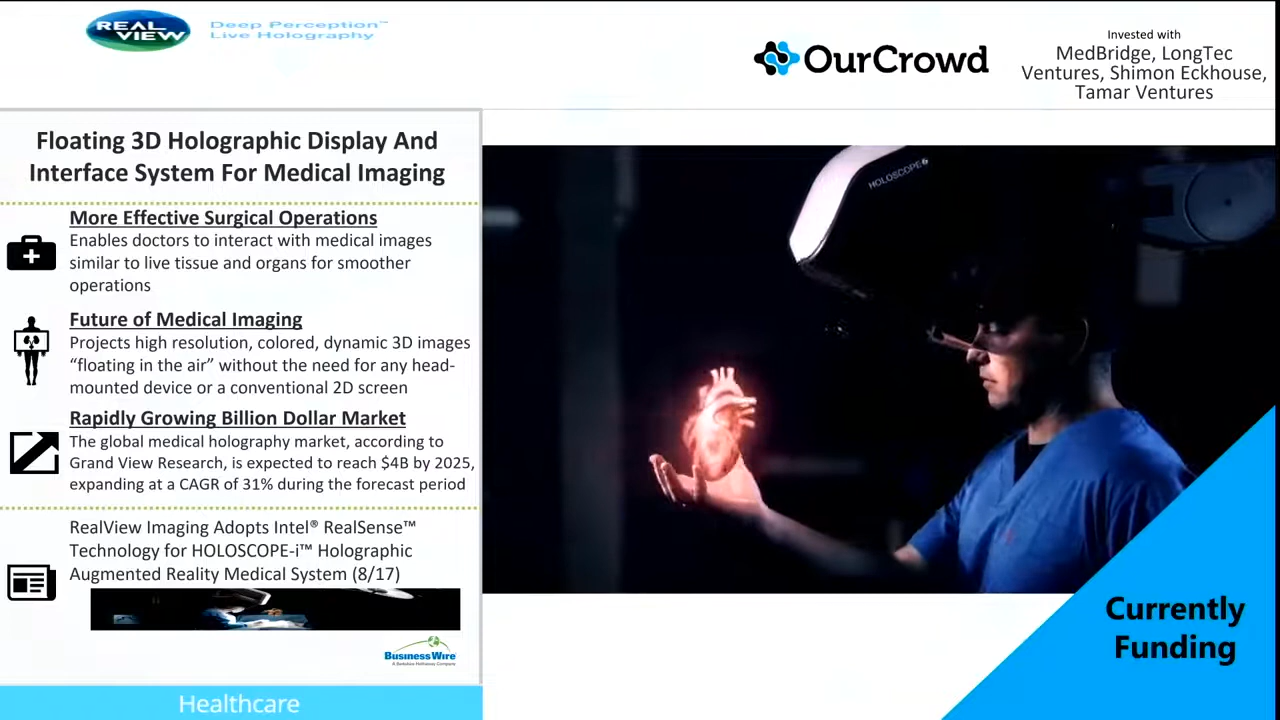 REAL VIEW
Deep Perception™
Live Holography
OurCrowd
Invested with
MedBridge, LongTec
Ventures, Shimon Eckhouse,
Tamar Ventures
Floating 3D Holographic Display And
Interface System For Medical Imaging
More Effective Surgical Operations
Enables doctors to interact with medical images
similar to live tissue and organs for smoother
operations
Future of Medical Imaging
Projects high resolution, colored, dynamic 3D images
“floating in the air” without the need for any head-
mounted device or a conventional 2D screen
Rapidly Growing Billion Dollar Market
The global medical holography market, according to
Grand View Research, is expected to reach $4B by 2025,
expanding at a CAGR of 31% during the forecast period
RealView Imaging Adopts Intel® RealSense™
Technology for HOLOSCOPE-i™ Holographic
Augmented Reality Medical System (8/17)
BusinessWire
A Berkshire Hathaway Company
Healthcare
HOLOSCOPE
Currently
Funding